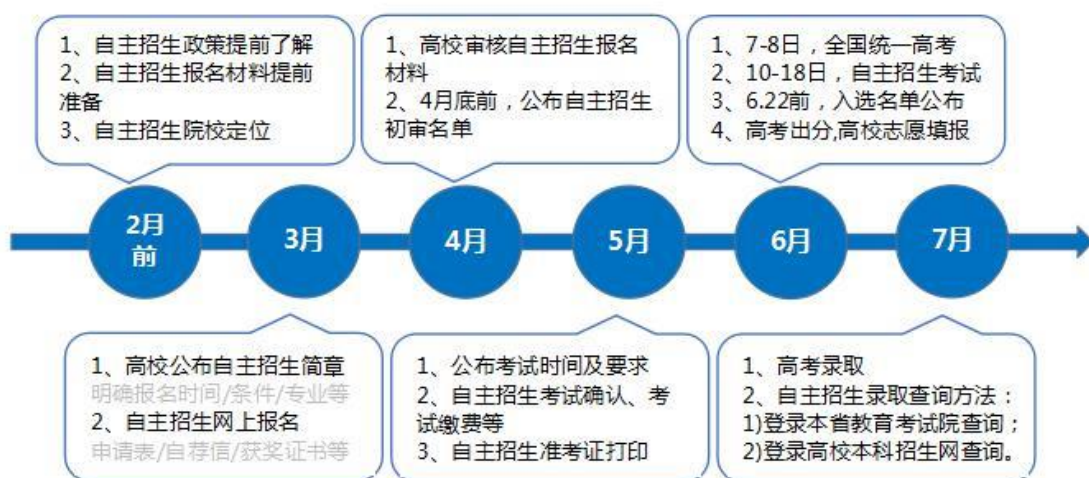 1、自主招生政策提前了解
2、自主招生报名材料提前
准备
3、自主招生院校定位
1、高校审核自主招生报名
材料
2、4月底前，公布自主招生
初审名单
1、7-8日，全国统一高考
2、10-18日，自主招生考试
3、6.22前，入选名单公布
4、高考出分,高校志愿填报
2月
前
3月
4月
5月
6月
7月
1、高校公布自主招生简章
明确报名时间/条件/专业等
2、自主招生网上报名
申请表/自荐信/获奖证书等
1、公布考试时间及要求
2、自主招生考试确认、考
试缴费等
3、自主招生准考证打印
1、高考录取
2、自主招生录取查询方法：
1)登录本省教育考试院查询；
2)登录高校本科招生网查询。